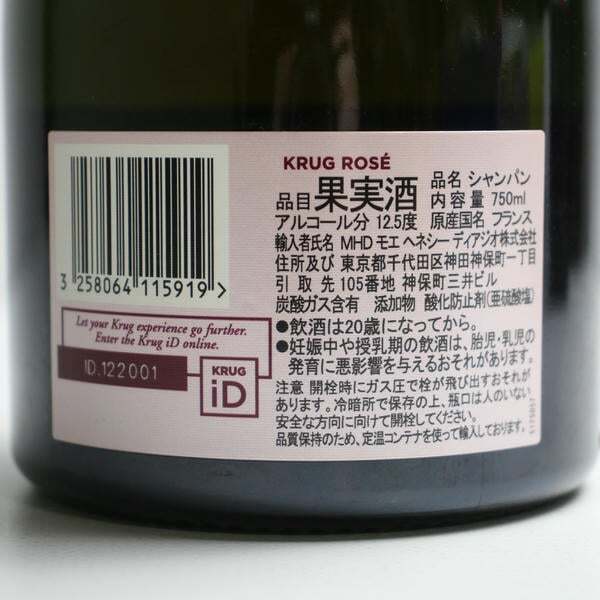 KRUG ROSÉ
品目 果実酒 品名 シャンパン
内容量 750ml
アルコール分 12.5度 原産国名 フランス
輸入者氏名 MHD モエ ヘネシー ディアジオ株式会社
住所及び 東京都千代田区神田神保町一丁目
引取先 105番地 神保町三井ビル
炭酸ガス含有 添加物 酸化防止剤(亜硫酸塩)
●飲酒は20歳になってから。
●妊娠中や授乳期の飲酒は、胎児・乳児の
発育に悪影響を与えるおそれがあります。
注意 開栓時にガス圧で栓が飛び出すおそれが
あります。冷暗所で保存の上、瓶口は人のいない
安全な方向に向けて開栓してください。
品質保持のため、定温コンテナを使って輸入しております。
3 258064 115919 >
Let your Krug experience go further.
Enter the Krug iD online.
ID.122001
KRUG
iD